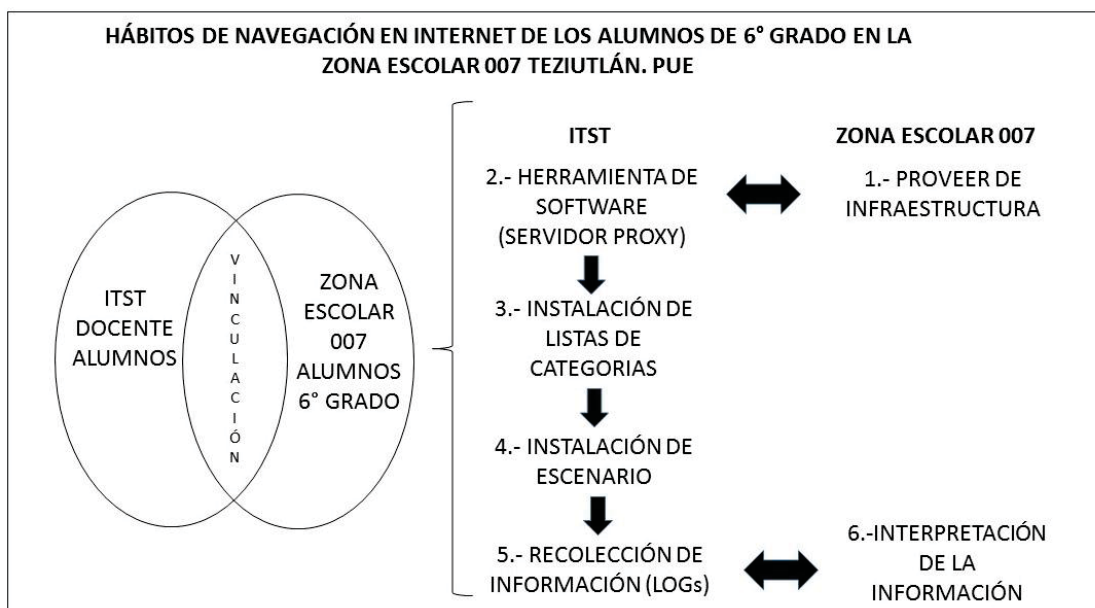 HÁBITOS DE NAVEGACIÓN EN INTERNET DE LOS ALUMNOS DE 6° GRADO EN LA
ZONA ESCOLAR 007 TEZIUTLÁN. PUE
ITST
DOCENTE
ALUMNOS
VINCULACIÓN
ZONA
ESCOLAR
007
ALUMNOS
6° GRADO
ITST
2.- HERRAMIENTA DE
SOFTWARE
(SERVIDOR PROXY)
3.- INSTALACIÓN DE
LISTAS DE
CATEGORIAS
4.- INSTALACIÓN DE
ESCENARIO
5.- RECOLECCIÓN DE
INFORMACIÓN (LOGs)
ZONA ESCOLAR 007
1.- PROVEER DE
INFRAESTRUCTURA
6.-INTERPRETACIÓN
DE LA
INFORMACIÓN